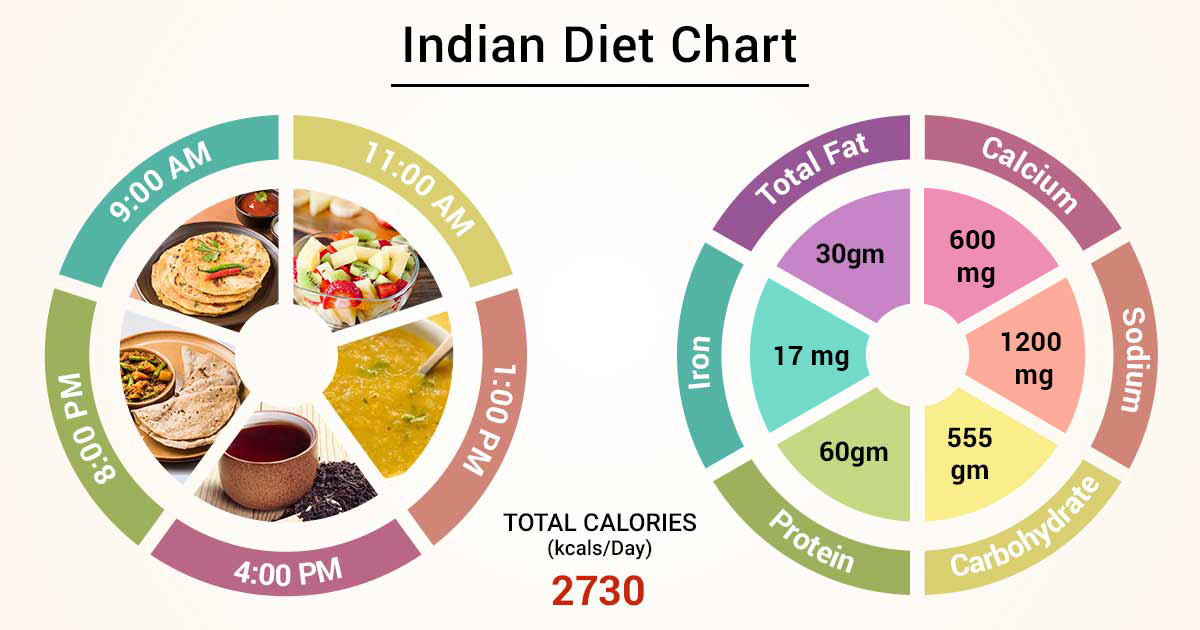 Indian Diet Chart
9:00 AM
11:00 AM
1:00 PM
4:00 PM
8:00 PM
TOTAL CALORIES
(kcals/Day)
2730
Total Fat
30gm
Calcium
600
mg
Sodium
1200
mg
Carbohydrate
555
gm
Protein
60gm
Iron
17 mg